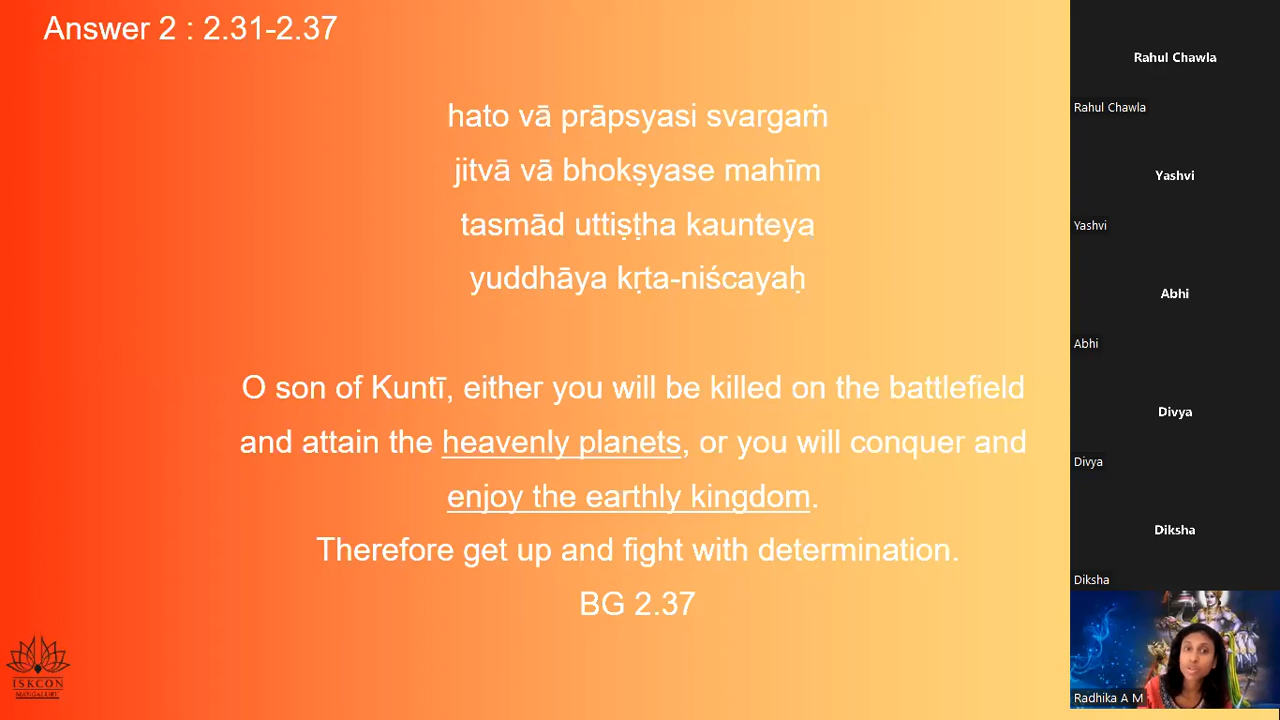 Answer 2 : 2.31-2.37
hato vā prāpsyasi svargaṁ
jitvā vā bhokṣyase mahīm
tasmād uttiṣṭha kaunteya
yuddhāya kṛta-niścayaḥ
O son of Kuntī, either you will be killed on the battlefield
and attain the heavenly planets, or you will conquer and
enjoy the earthly kingdom.
Therefore get up and fight with determination.
BG 2.37
ISKCON
MANGALURU
Rahul Chawla
Rahul Chawla
Yashvi
Yashvi
Abhi
Abhi
Divya
Divya
Diksha
Diksha
Radhika A M